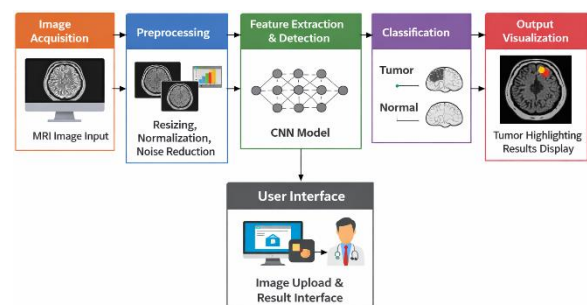 Image
Acquisition
MRI Image Input
Preprocessing
Resizing,
Normalization,
Noise Reduction
Feature Extraction
& Detection
CNN Model
Classification
Tumor
Normal
Output
Visualization
Tumor Highlighting
Results Display
User Interface
Image Upload &
Result Interface